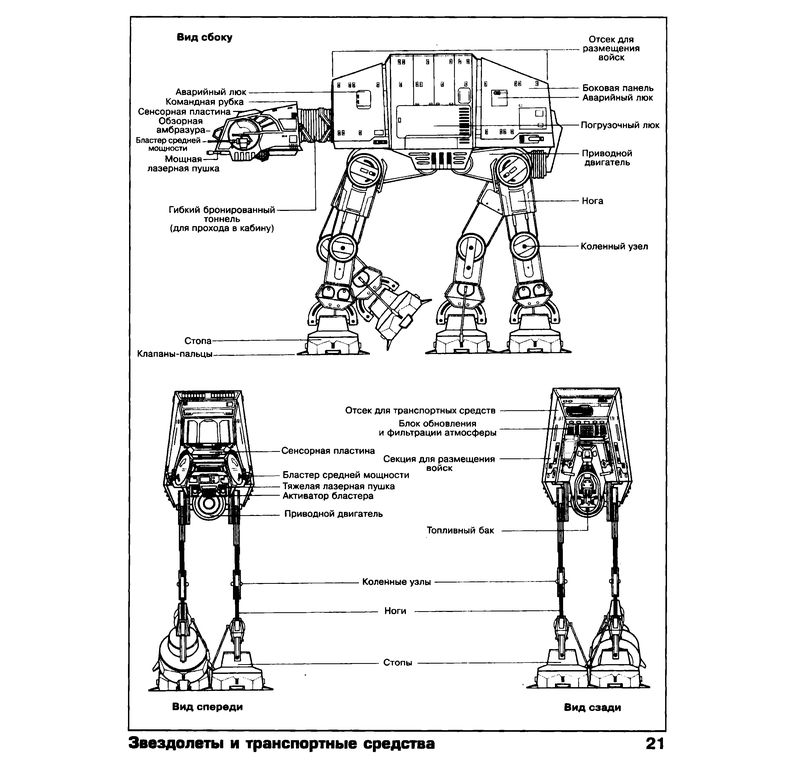 Вид сбоку
Отсек для
размещения
войск
Аварийный люк
Командная рубка
Сенсорная пластина
Обзорная
амбразура
Бластер средней
мощности
Мощная
лазерная пушка
Боковая панель
Аварийный люк
Погрузочный люк
Приводной
двигатель
Гибкий бронированный
тоннель
(для прохода в кабину)
Нога
Коленный узел
Стопа
Клапаны-пальцы
Отсек для транспортных средств
Блок обновления
и фильтрации атмосферы
Сенсорная пластина
Секция для размещения
войск
Бластер средней мощности
Тяжелая лазерная пушка
Активатор бластера
Приводной двигатель
Топливный бак
Коленные узлы
Ноги
Стопы
Вид спереди
Вид сзади
Звездолеты и транспортные средства
21